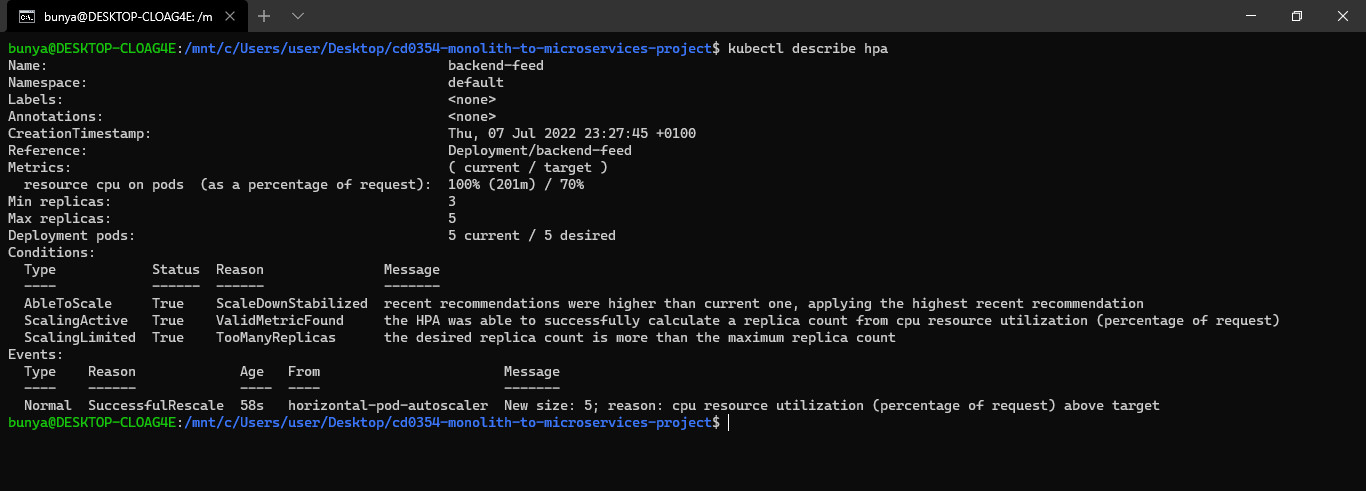 bunya@DESKTOP-CLOAG4E: /m
bunya@DESKTOP-CLOAG4E:/mnt/c/Users/user/Desktop/cd0354-monolith-to-microservices-project$ kubectl describe hpa
Name: backend-feed
Namespace: default
Labels: <none>
Annotations: <none>
CreationTimestamp: Thu, 07 Jul 2022 23:27:45 +0100
Reference: Deployment/backend-feed
Metrics: ( current / target )
  resource cpu on pods  (as a percentage of request):  100% (201m) / 70%
Min replicas: 3
Max replicas: 5
Deployment pods: 5 current / 5 desired
Conditions:
  Type            Status  Reason               Message
  ----            ------  ------               -------
  AbleToScale     True    ScaleDownStabilized  recent recommendations were higher than current one, applying the highest recent recommendation
  ScalingActive   True    ValidMetricFound     the HPA was able to successfully calculate a replica count from cpu resource utilization (percentage of request)
  ScalingLimited  True    TooManyReplicas      the desired replica count is more than the maximum replica count
Events:
  Type    Reason             Age   From                       Message
  ----    ------             ----  ----                       -------
  Normal  SuccessfulRescale  58s   horizontal-pod-autoscaler  New size: 5; reason: cpu resource utilization (percentage of request) above target
bunya@DESKTOP-CLOAG4E:/mnt/c/Users/user/Desktop/cd0354-monolith-to-microservices-project$